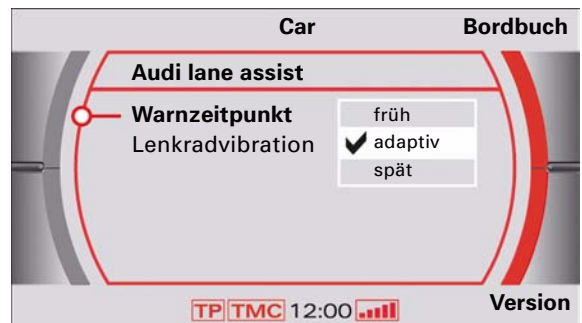 Car Bordbuch
Audi lane assist
Warnzeitpunkt früh
Lenkradvibration adaptiv
spät
TP TMC 12:00 Version